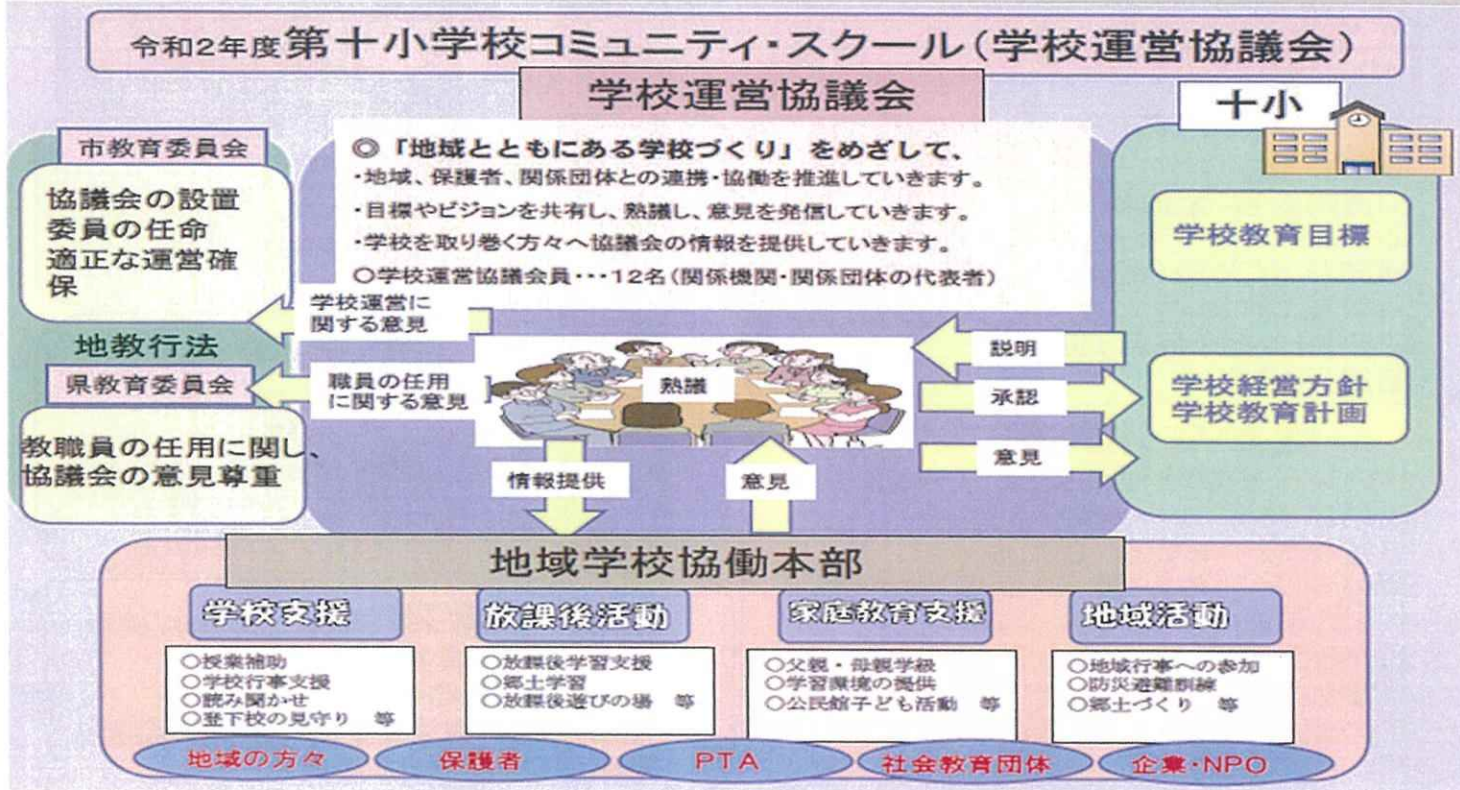 令和2年度第十小学校コミュニティ・スクール(学校運営協議会)
学校運営協議会
十小
市教育委員会
協議会の設置
委員の任命
適正な運営確
保
地教行法
県教育委員会
教職員の任用に関し、
協議会の意見尊重
◎「地域とともにある学校づくり」をめざして、
・地域、保護者、関係団体との連携・協働を推進していきます。
・目標やビジョンを共有し、熟議し、意見を発信していきます。
・学校を取り巻く方々へ協議会の情報を提供していきます。
○学校運営協議会員・・・12名(関係機関・関係団体の代表者)
学校運営に
関する意見
職員の任用
に関する意見
熟議
説明
承認
意見
学校教育目標
学校経営方針
学校教育計画
情報提供
意見
地域学校協働本部
学校支援
○授業補助
○学校行事支援
○読み聞かせ
○登下校の見守り 等
放課後活動
○放課後学習支援
○郷土学習
○放課後遊びの場 等
家庭教育支援
○父親・母親学級
○学習環境の提供
○公民館子ども活動 等
地域活動
○地域行事への参加
○防災避難訓練
○郷土づくり 等
地域の方々
保護者
PTA
社会教育団体
企業・NPO